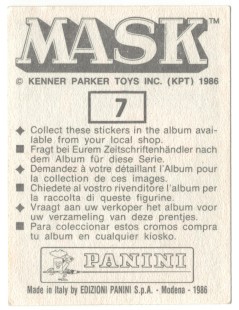 MASK™
© KENNER PARKER TOYS INC. (KPT) 1986
7
Collect these stickers in the album avai-
lable from your local shop.
Fragt bei Eurem Zeitschriftenhändler nach
dem Album für diese Serie.
Demandez à votre détaillant l'Album pour
la collection de ces images.
Chiedete al vostro rivenditore l'album per
la raccolta di queste figurine.
Vraagt aan uw verkoper het album voor
uw verzameling van deze prentjes.
Para coleccionar estos cromos compra
tu album en cualquier kiosko.
PANINI
Made in Italy by EDIZIONI PANINI S.p.A. - Modena - 1986